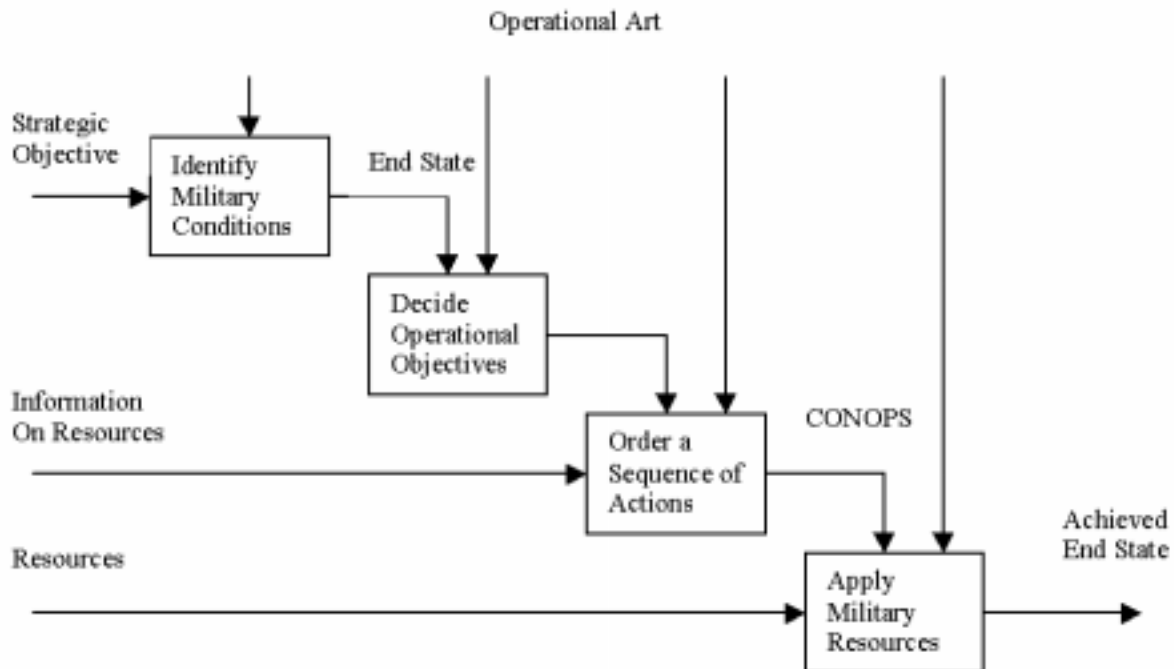 Operational Art
Strategic
Objective
Identify
Military
Conditions
End State
Decide
Operational
Objectives
Information
On Resources
Order a
Sequence of
Actions
CONOPS
Resources
Apply
Military
Resources
Achieved
End State